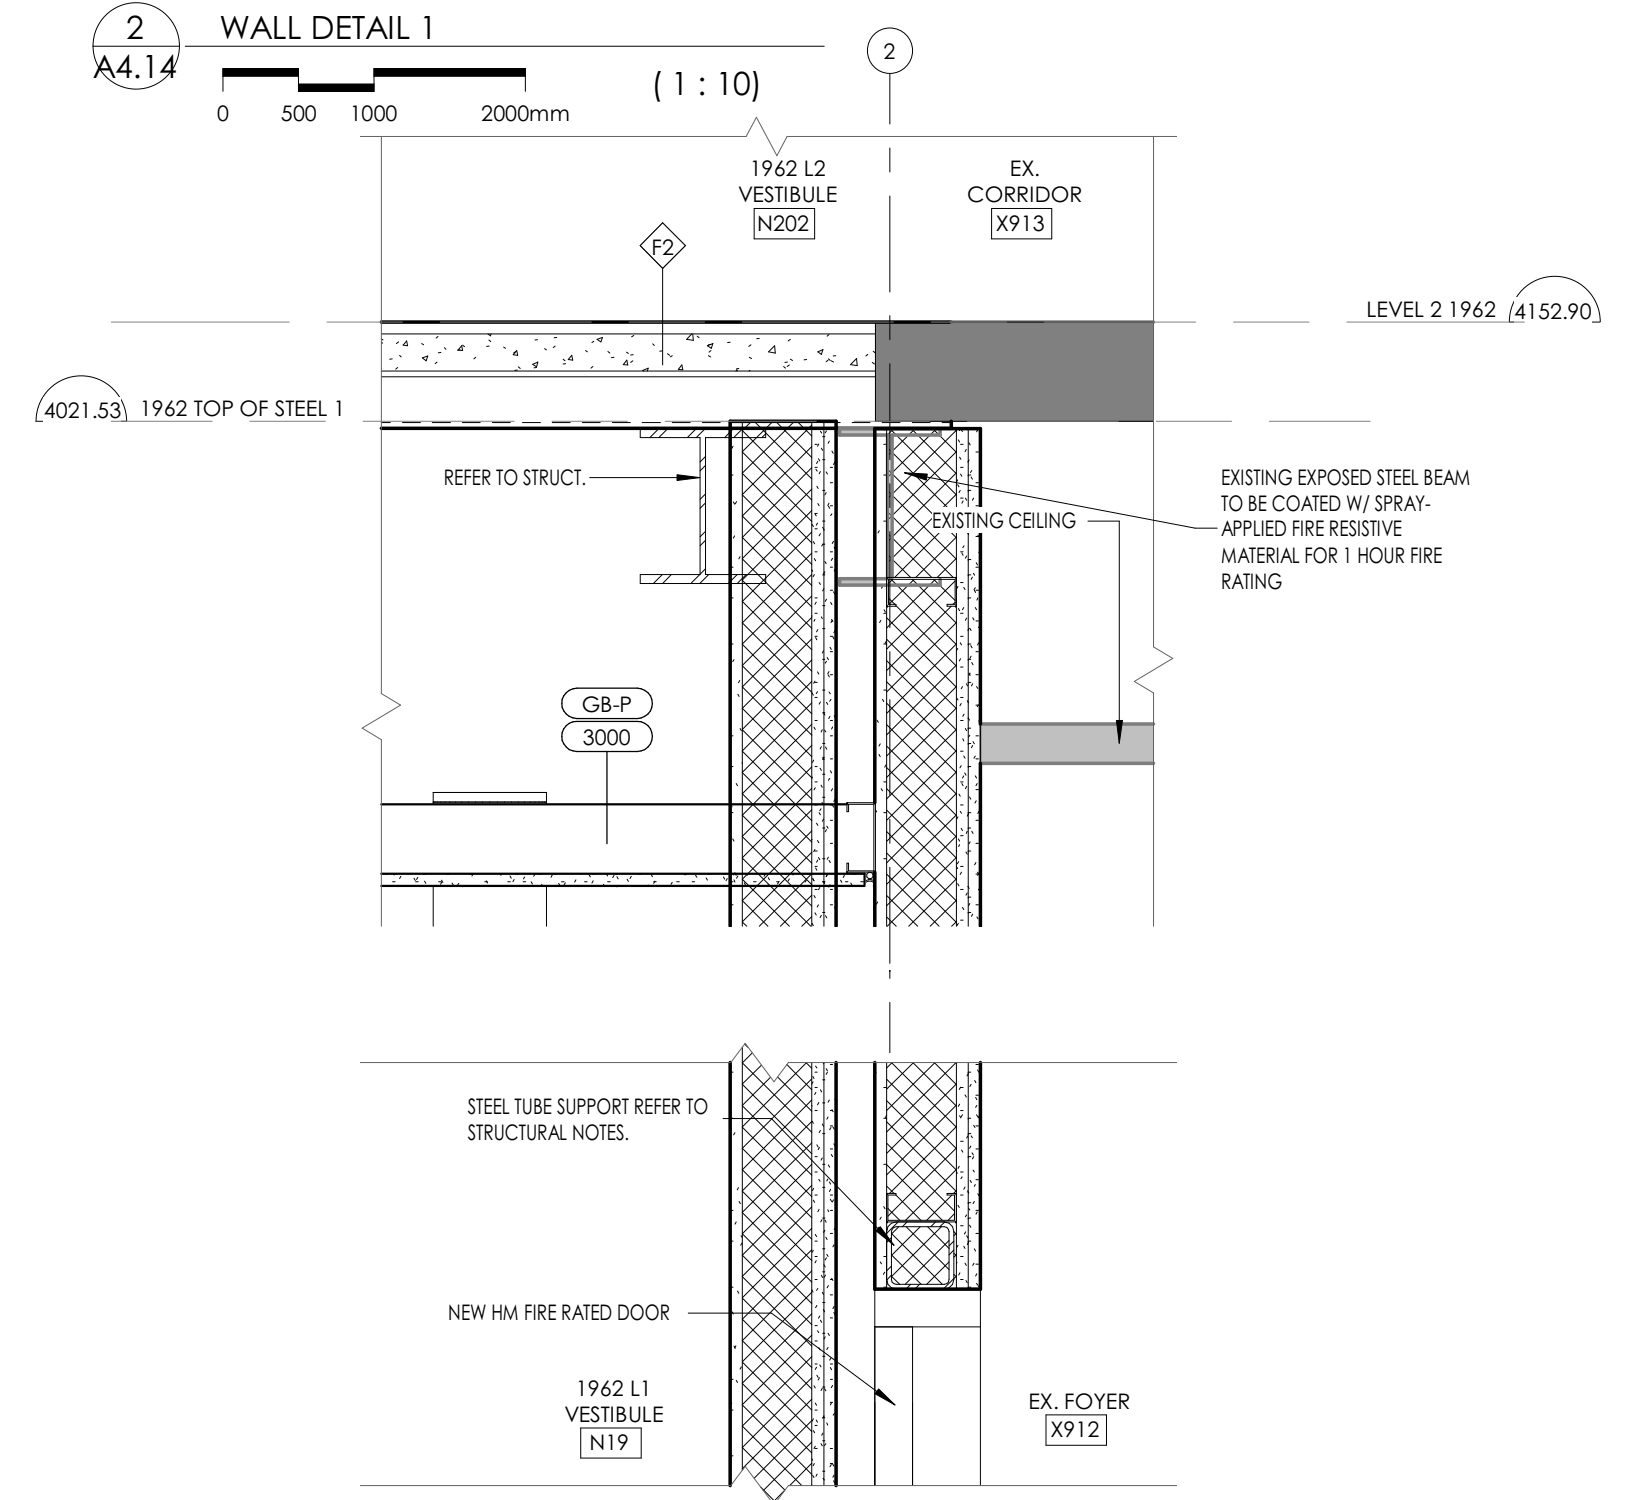 2
A4.14
WALL DETAIL 1
0 500 1000 2000mm
( 1 : 10)
2
1962 L2
VESTIBULE
N202
EX.
CORRIDOR
X913
F2
LEVEL 2 1962
4152.90
4021.53
1962 TOP OF STEEL 1
REFER TO STRUCT.
EXISTING CEILING
EXISTING EXPOSED STEEL BEAM
TO BE COATED W/ SPRAY-
APPLIED FIRE RESISTIVE
MATERIAL FOR 1 HOUR FIRE
RATING
GB-P
3000
STEEL TUBE SUPPORT REFER TO
STRUCTURAL NOTES.
NEW HM FIRE RATED DOOR
1962 L1
VESTIBULE
N19
EX. FOYER
X912